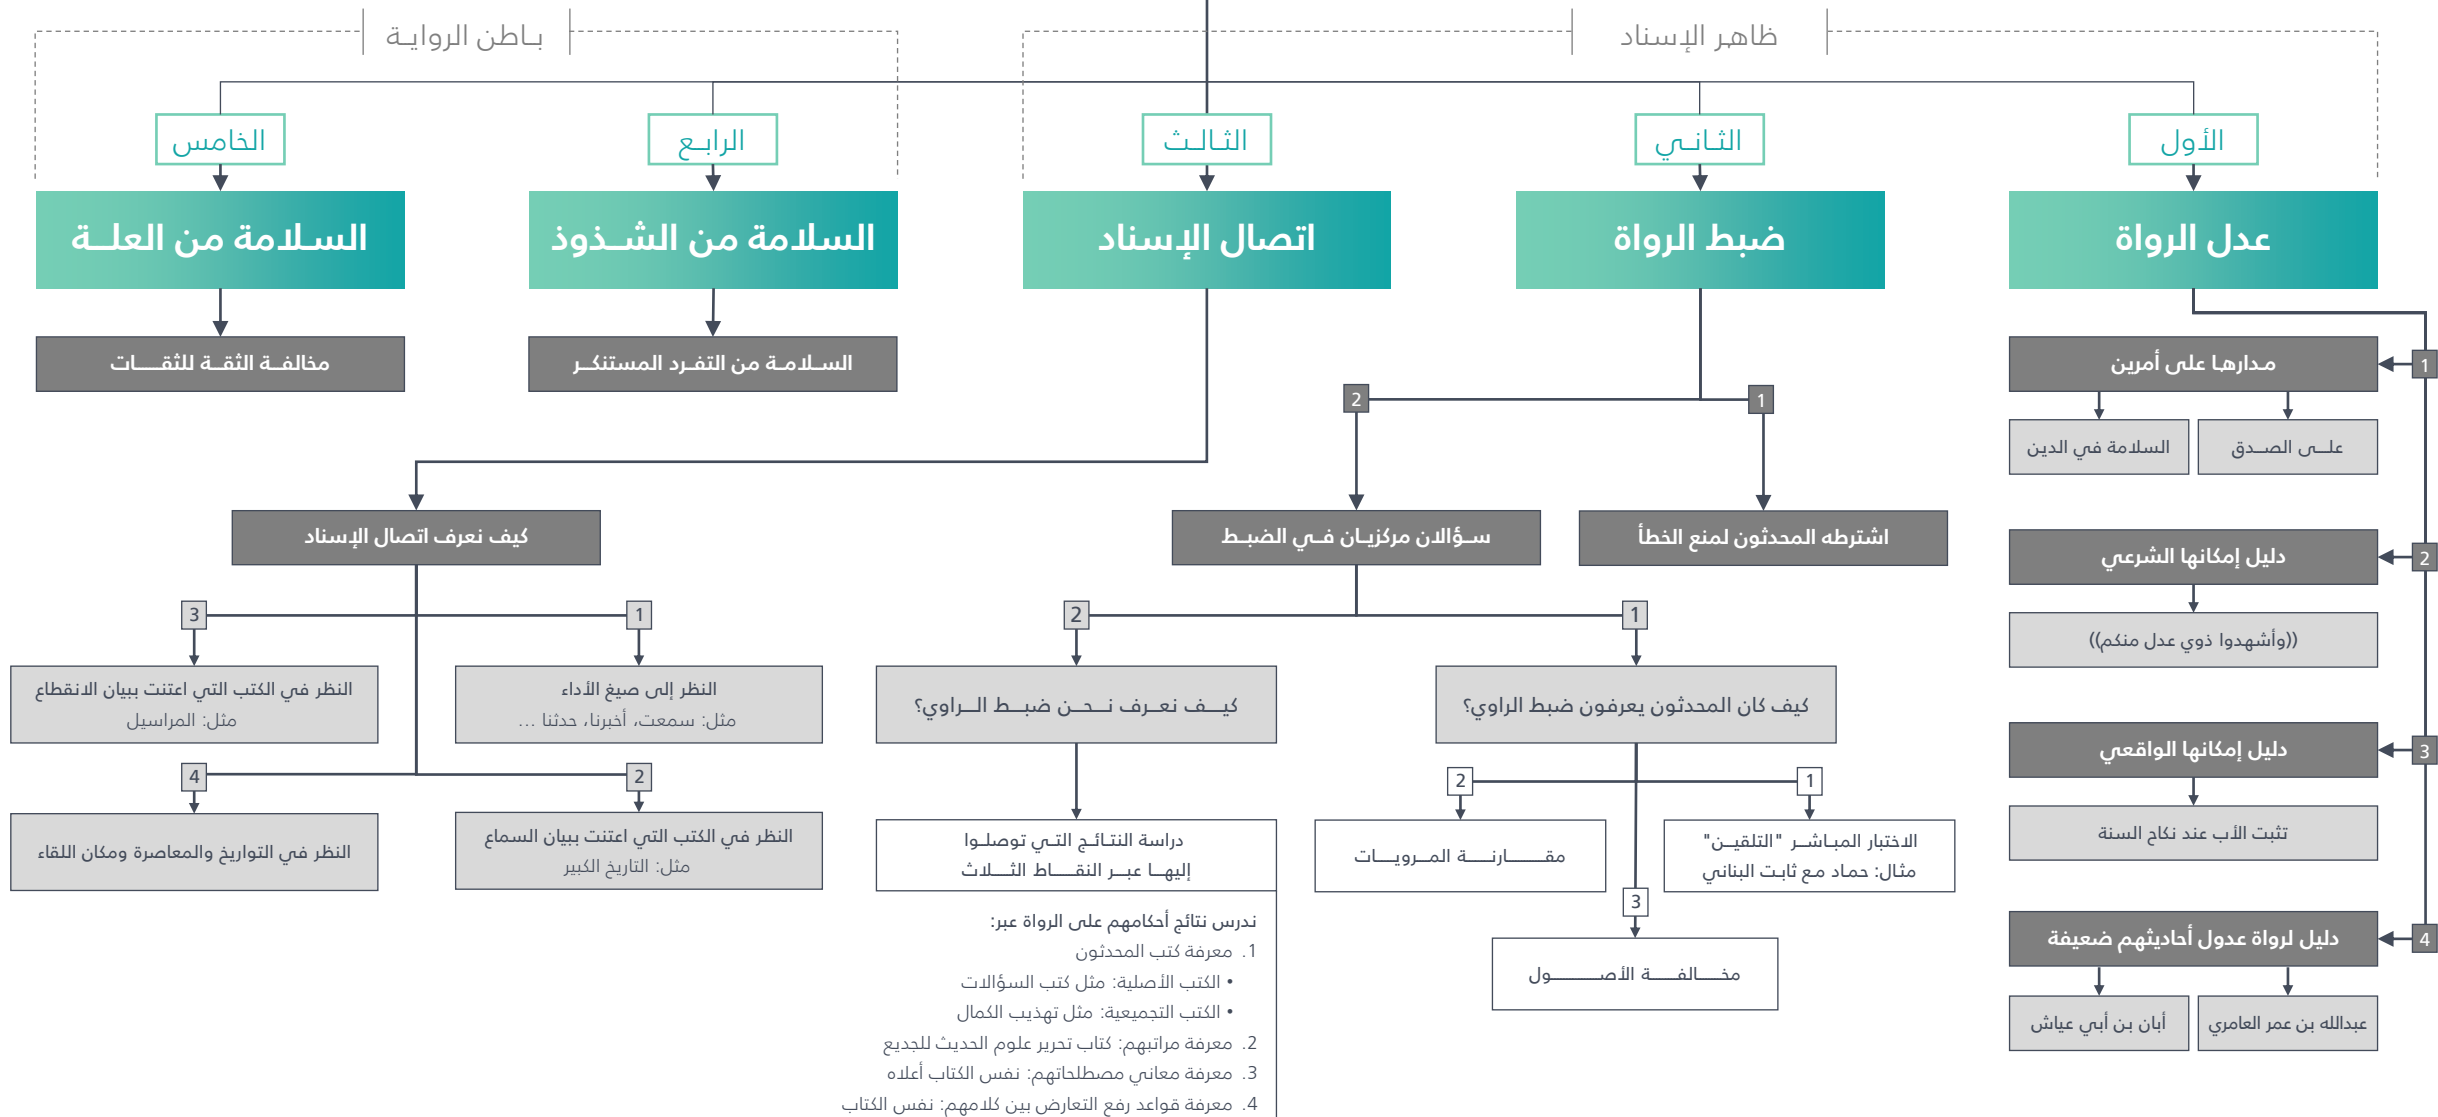 ظاهر الإسناد
باطن الرواية
الأول
الثاني
الثالث
الرابع
الخامس
عدل الرواة
ضبط الرواة
اتصال الإسناد
السلامة من الشذوذ
السلامة من العلة
1
مدارها على أمرين
على الصدق
السلامة في الدين
2
دليل إمكانها الشرعي
((وأشهدوا ذوي عدل منكم))
3
دليل إمكانها الواقعي
تثبت الأب عند نكاح السنة
4
دليل لرواة عدول أحاديثهم ضعيفة
عبدالله بن عمر العامري
أبان بن أبي عياش
1
اشترطه المحدثون لمنع الخطأ
2
سؤالان مركزيان في الضبط
1
كيف كان المحدثون يعرفون ضبط الراوي؟
1
الاختبار المباشر "التلقين"
مثال: حماد مع ثابت البناني
2
مقارنة المرويات
3
مخالفة الأصول
2
كيف نعرف نحن ضبط الراوي؟
دراسة النتائج التي توصلوا
إليها عبر النقاط الثلاث
ندرس نتائج أحكامهم على الرواة عبر:
1. معرفة كتب المحدثون
• الكتب الأصلية: مثل كتب السؤالات
• الكتب التجميعية: مثل تهذيب الكمال
2. معرفة مراتبهم: كتاب تحرير علوم الحديث للجديع
3. معرفة معاني مصطلحاتهم: نفس الكتاب أعلاه
4. معرفة قواعد رفع التعارض بين كلامهم: نفس الكتاب
كيف نعرف اتصال الإسناد
1
النظر إلى صيغ الأداء
مثل: سمعت، أخبرنا، حدثنا ...
2
النظر في الكتب التي اعتنت ببيان السماع
مثل: التاريخ الكبير
3
النظر في الكتب التي اعتنت ببيان الانقطاع
مثل: المراسيل
4
النظر في التواريخ والمعاصرة ومكان اللقاء
السلامة من التفرد المستنكر
مخالفة الثقة للثقات